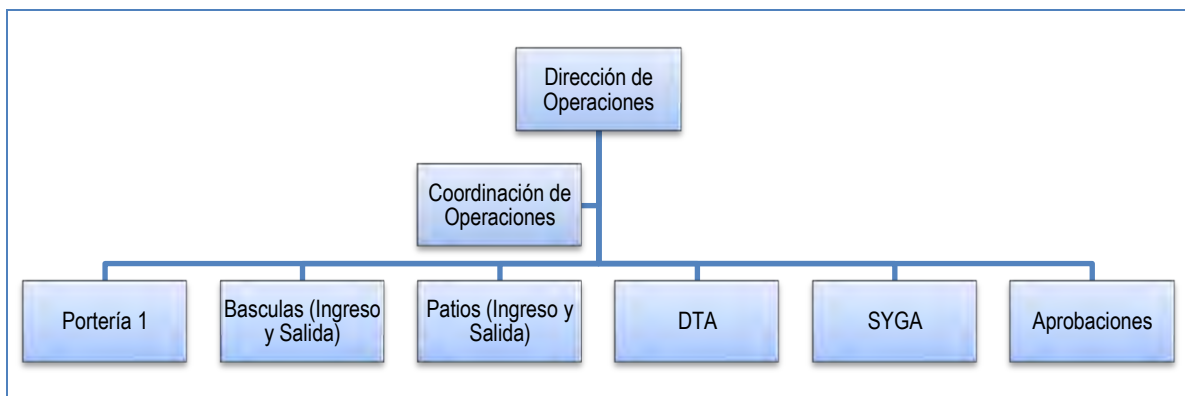 Dirección de
Operaciones
Coordinación de
Operaciones
Portería 1
Basculas (Ingreso
y Salida)
Patios (Ingreso y
Salida)
DTA
SYGA
Aprobaciones